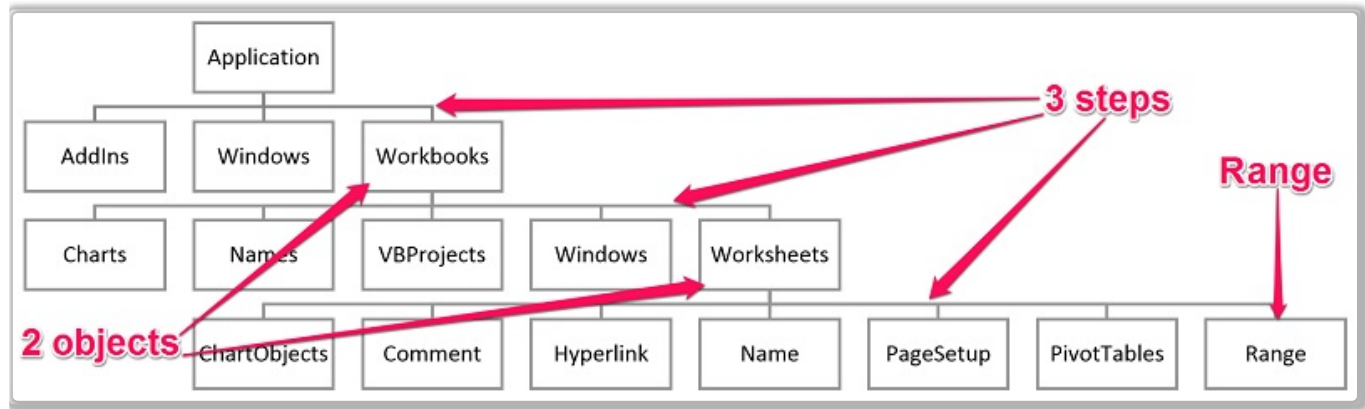 Application
3 steps
AddIns Windows Workbooks
Range
Charts Names VBProjects Windows Worksheets
2 objects
ChartObjects Comment Hyperlink Name PageSetup PivotTables Range